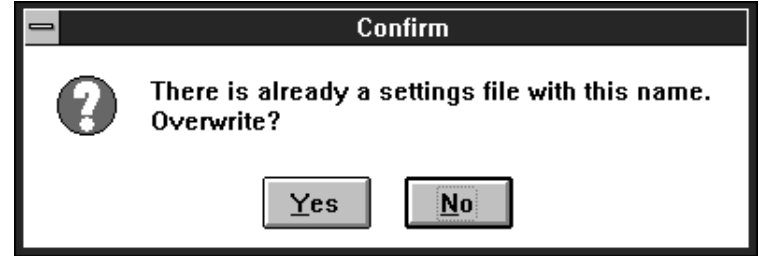 Confirm
There is already a settings file with this name.
Overwrite?
Yes No